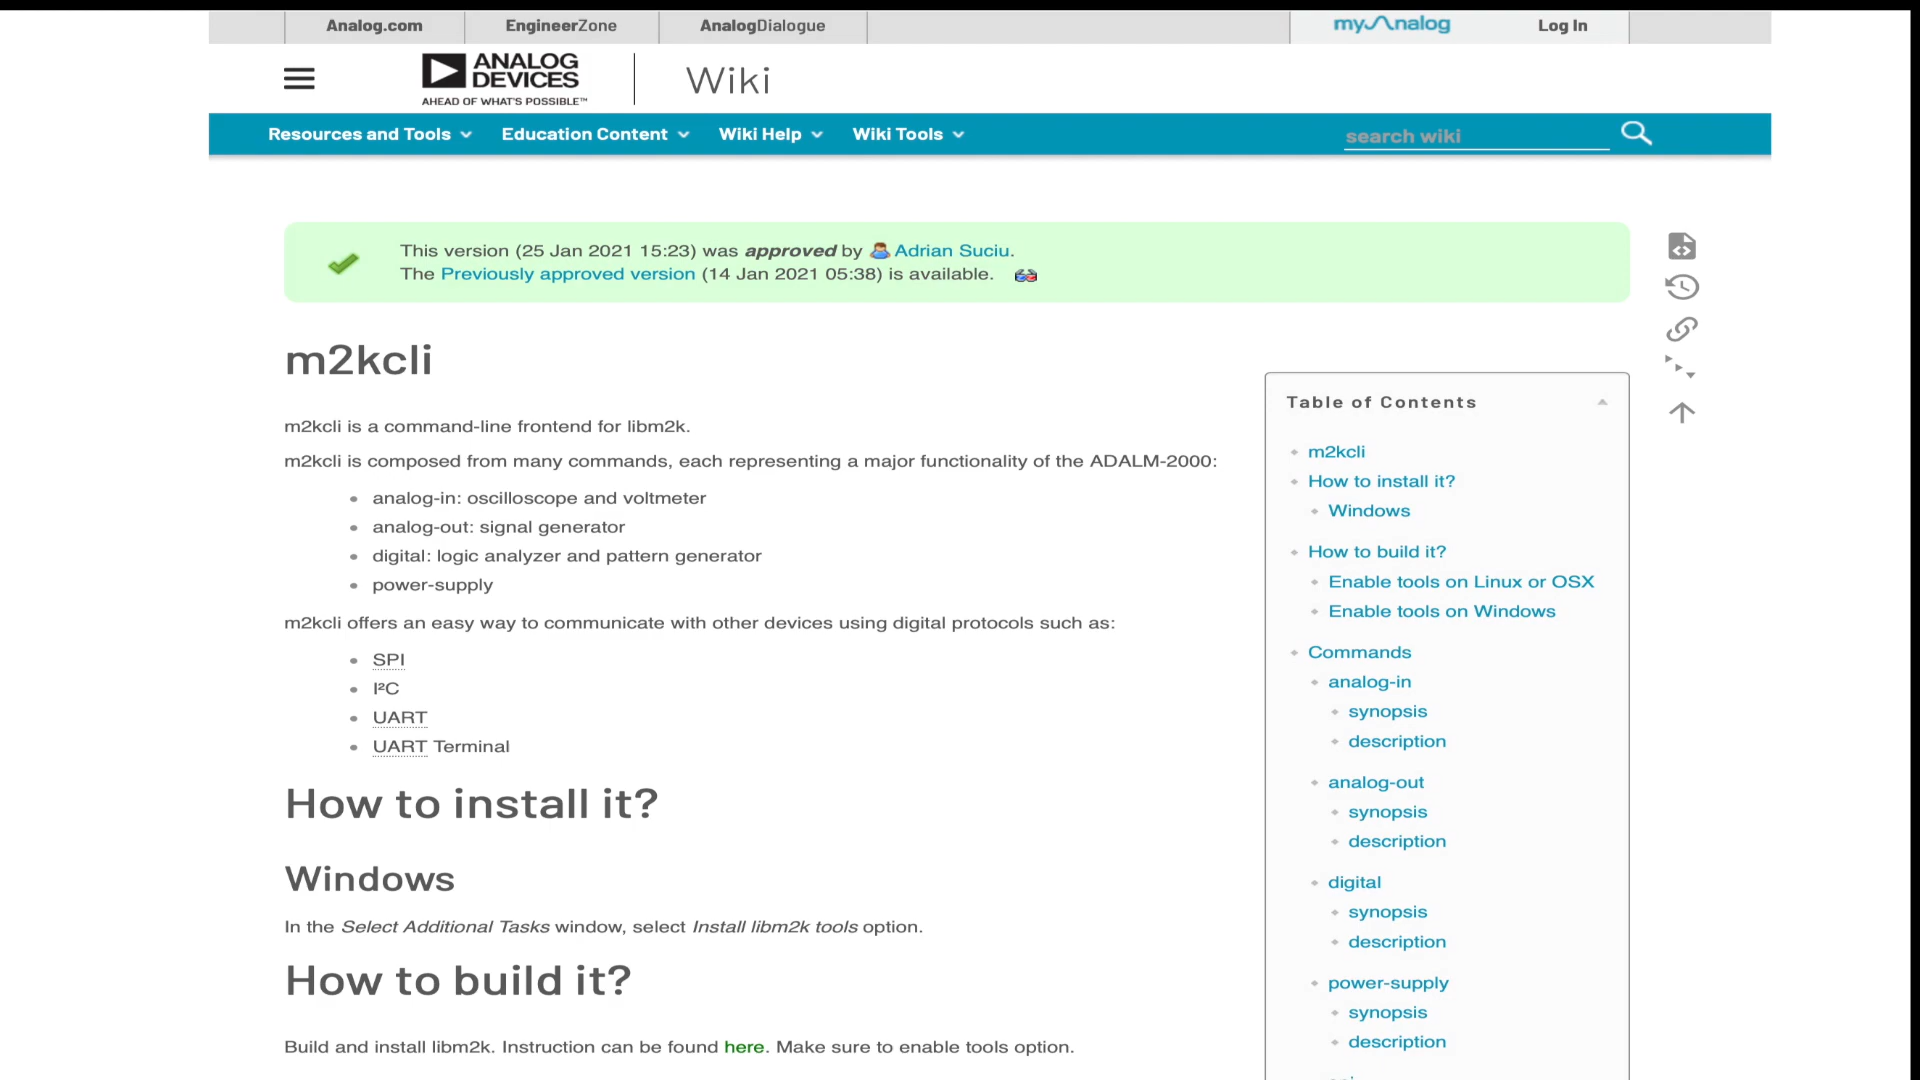 Analog.com
EngineerZone
AnalogDialogue
myAnalog
Log In
ANALOG
DEVICES
AHEAD OF WHAT'S POSSIBLE™
Wiki
Resources and Tools
Education Content
Wiki Help
Wiki Tools
search wiki
This version (25 Jan 2021 15:23) was approved by Adrian Suciu.
The Previously approved version (14 Jan 2021 05:38) is available.
m2kcli
m2kcli is a command-line frontend for libm2k.
m2kcli is composed from many commands, each representing a major functionality of the ADALM-2000:
analog-in: oscilloscope and voltmeter
analog-out: signal generator
digital: logic analyzer and pattern generator
power-supply
m2kcli offers an easy way to communicate with other devices using digital protocols such as:
SPI
I²C
UART
UART Terminal
How to install it?
Windows
In the Select Additional Tasks window, select Install libm2k tools option.
How to build it?
Build and install libm2k. Instruction can be found here. Make sure to enable tools option.
Table of Contents
m2kcli
How to install it?
Windows
How to build it?
Enable tools on Linux or OSX
Enable tools on Windows
Commands
analog-in
synopsis
description
analog-out
synopsis
description
digital
synopsis
description
power-supply
synopsis
description